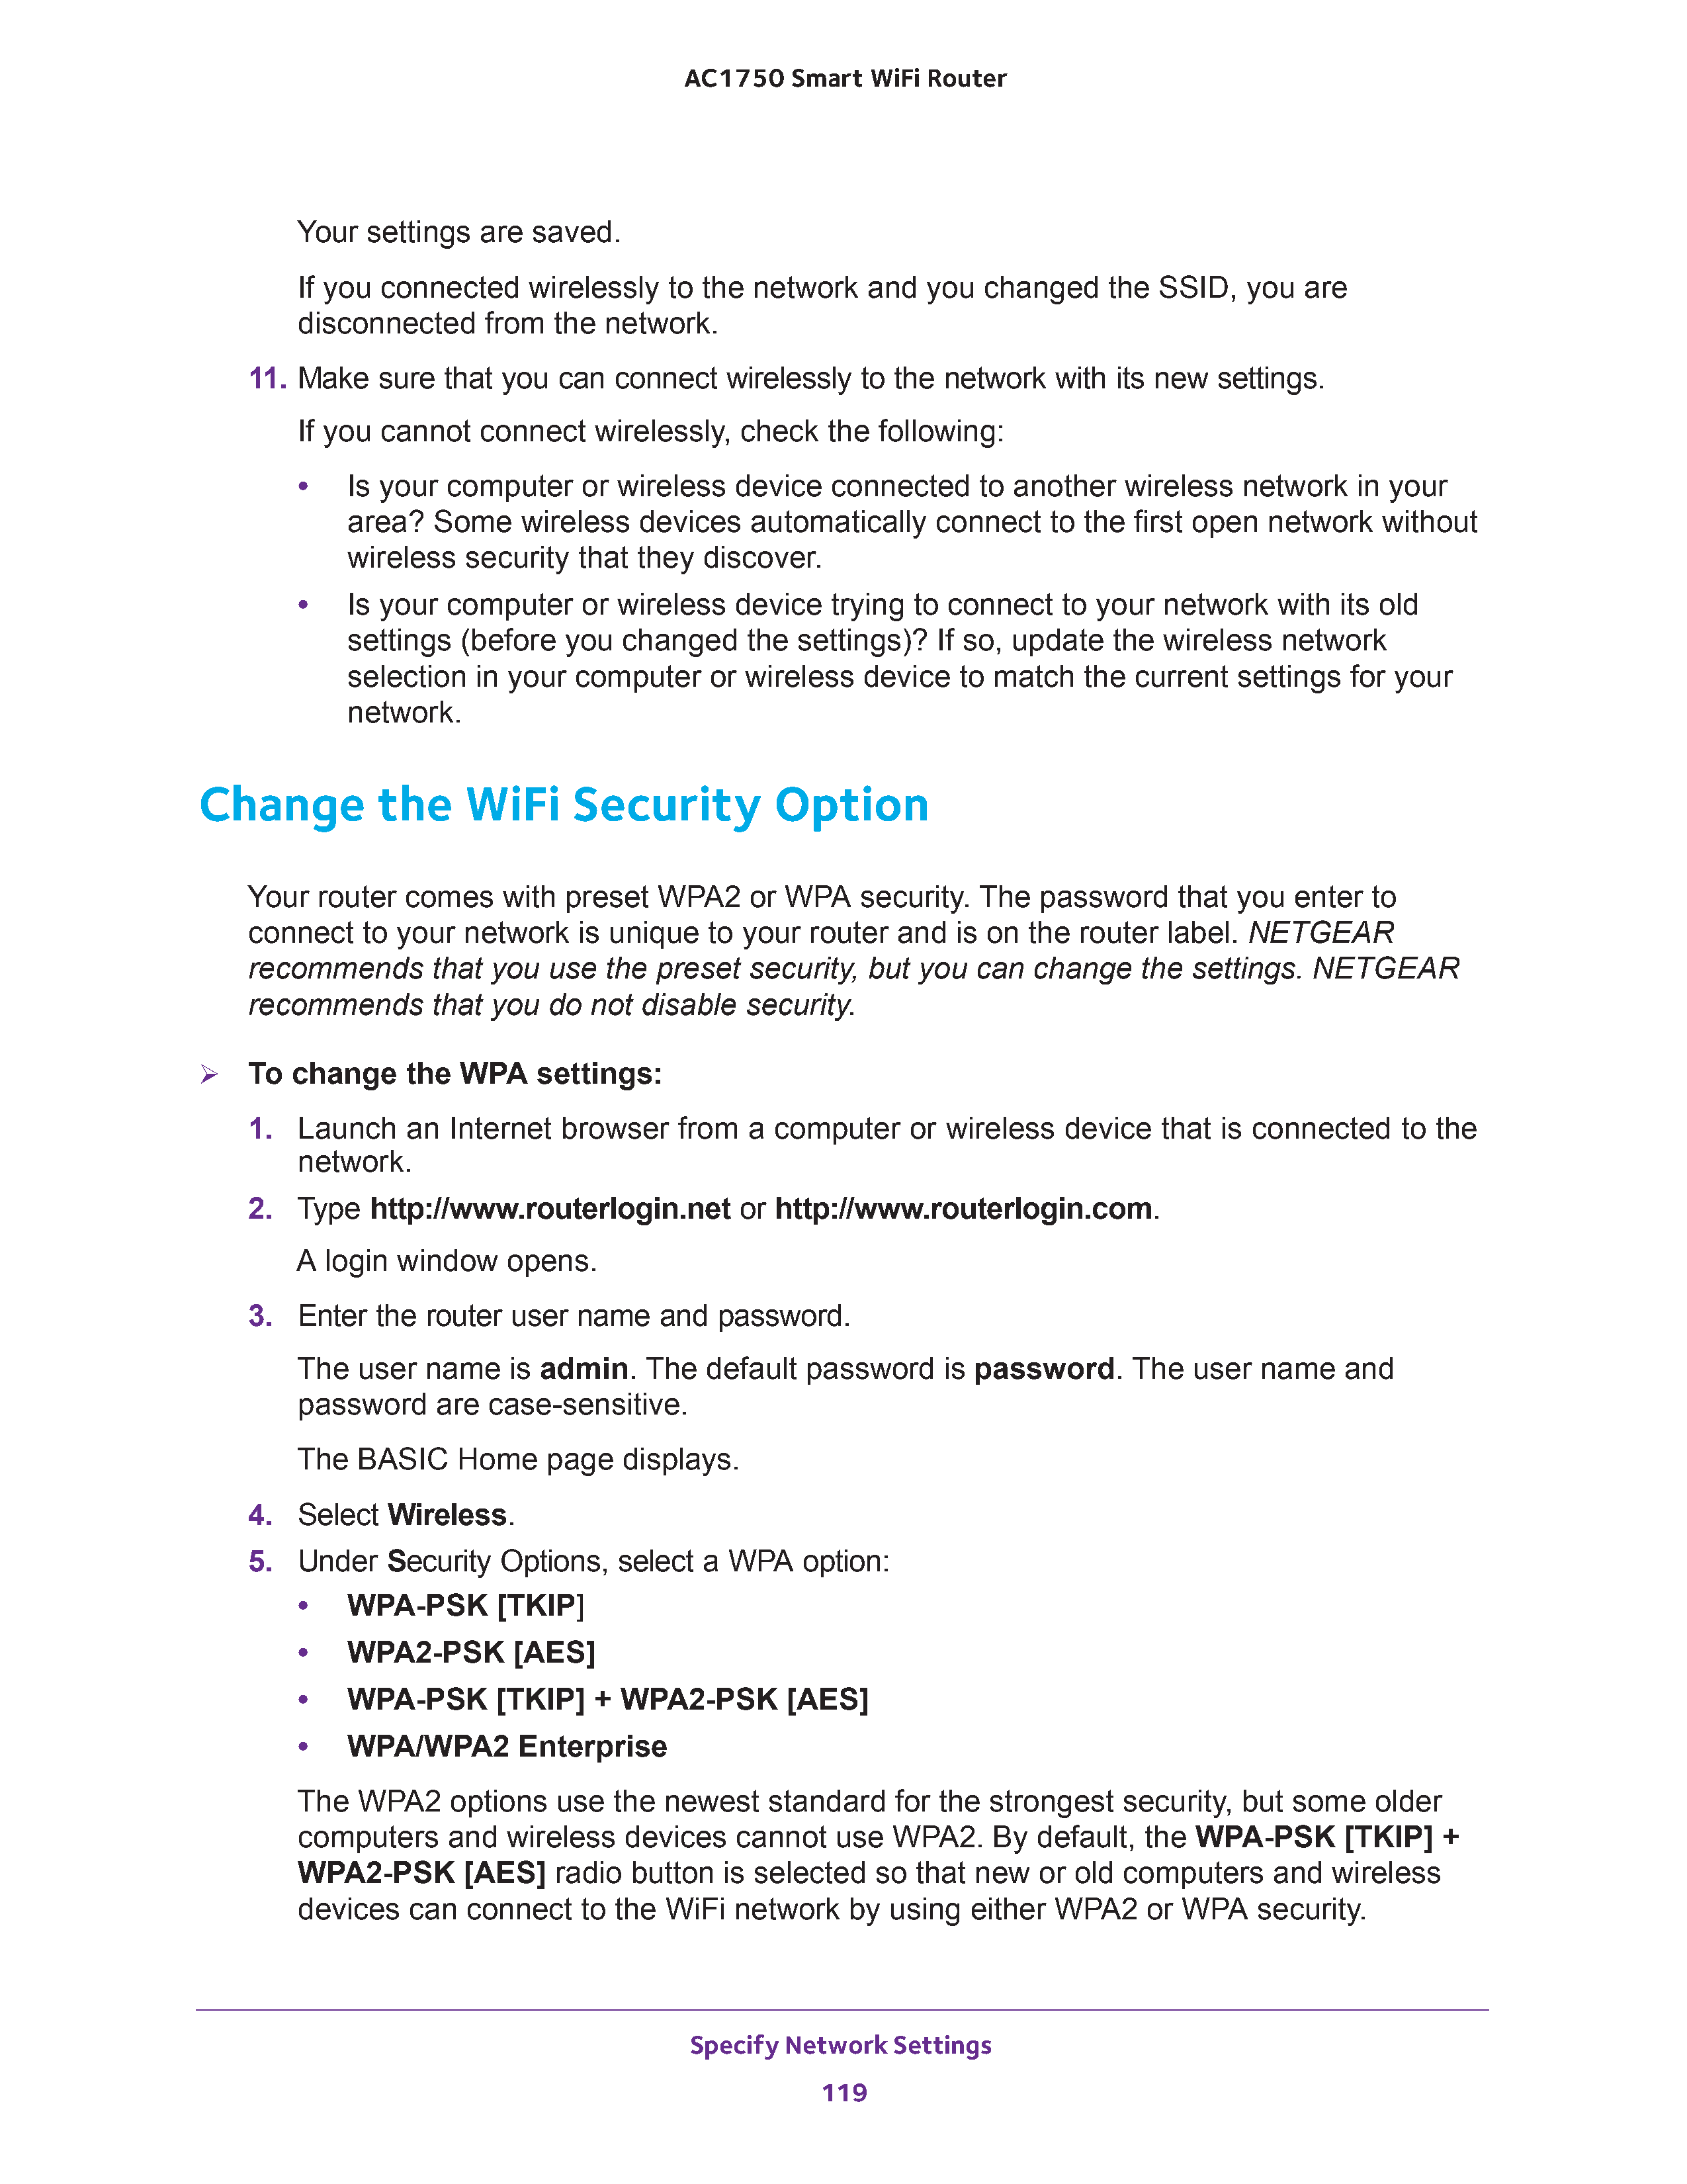 AC1750 Smart WiFi Router
Your settings are saved.
If you connected wirelessly to the network and you changed the SSID, you are
disconnected from the network.
11. Make sure that you can connect wirelessly to the network with its new settings.
If you cannot connect wirelessly, check the following:
• Is your computer or wireless device connected to another wireless network in your
area? Some wireless devices automatically connect to the first open network without
wireless security that they discover.
• Is your computer or wireless device trying to connect to your network with its old
settings (before you changed the settings)? If so, update the wireless network
selection in your computer or wireless device to match the current settings for your
network.
Change the WiFi Security Option
Your router comes with preset WPA2 or WPA security. The password that you enter to
connect to your network is unique to your router and is on the router label. NETGEAR
recommends that you use the preset security, but you can change the settings. NETGEAR
recommends that you do not disable security.
➢ To change the WPA settings:
1. Launch an Internet browser from a computer or wireless device that is connected to the
network.
2. Type http://www.routerlogin.net or http://www.routerlogin.com.
A login window opens.
3. Enter the router user name and password.
The user name is admin. The default password is password. The user name and
password are case-sensitive.
The BASIC Home page displays.
4. Select Wireless.
5. Under Security Options, select a WPA option:
• WPA-PSK [TKIP]
• WPA2-PSK [AES]
• WPA-PSK [TKIP] + WPA2-PSK [AES]
• WPA/WPA2 Enterprise
The WPA2 options use the newest standard for the strongest security, but some older
computers and wireless devices cannot use WPA2. By default, the WPA-PSK [TKIP] +
WPA2-PSK [AES] radio button is selected so that new or old computers and wireless
devices can connect to the WiFi network by using either WPA2 or WPA security.
Specify Network Settings
119